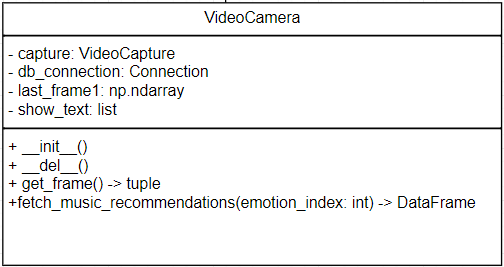 VideoCamera
- capture: VideoCapture
- db_connection: Connection
- last_frame1: np.ndarray
- show_text: list
+ __init__()
+ __del__()
+ get_frame() -> tuple
+fetch_music_recommendations(emotion_index: int) -> DataFrame